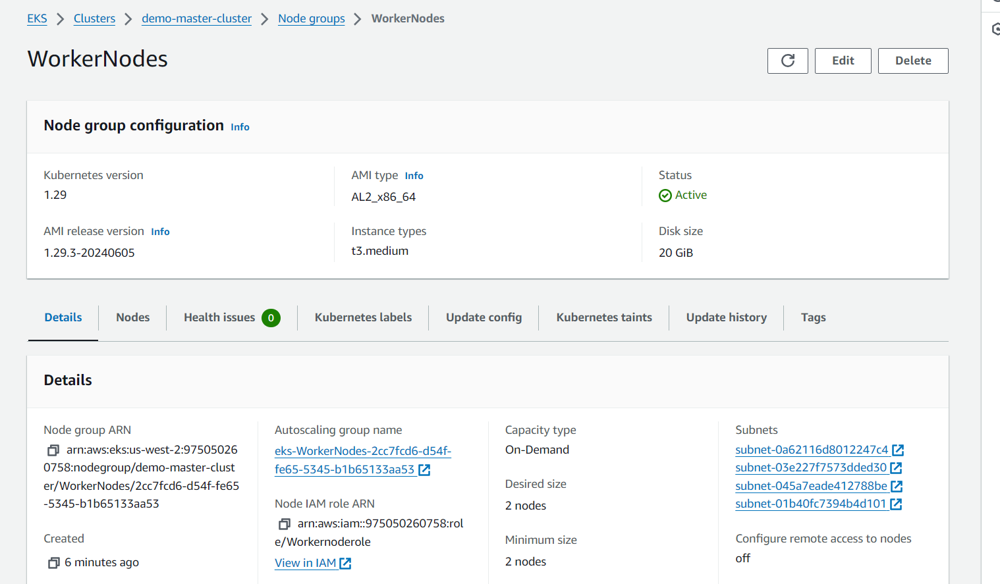 EKS > Clusters > demo-master-cluster > Node groups > WorkerNodes
WorkerNodes
Edit
Delete
Node group configuration Info
Kubernetes version
1.29
AMI type Info
AL2_x86_64
Status
Active
AMI release version Info
1.29.3-20240605
Instance types
t3.medium
Disk size
20 GiB
Details
Nodes
Health issues 0
Kubernetes labels
Update config
Kubernetes taints
Update history
Tags
Details
Node group ARN
arn:aws:eks:us-west-2:97505026
0758:nodegroup/demo-master-clust
er/WorkerNodes/2cc7fcd6-d54f-fe65
-5345-b1b65133aa53
Created
6 minutes ago
Autoscaling group name
eks-WorkerNodes-2cc7fcd6-d54f-
fe65-5345-b1b65133aa53
Node IAM role ARN
arn:aws:iam::975050260758:rol
e/Workernoderole
View in IAM
Capacity type
On-Demand
Desired size
2 nodes
Minimum size
2 nodes
Subnets
subnet-0a62116d8012247c4
subnet-03e227f7573dded30
subnet-045a7eade412788be
subnet-01b40fc7394b4d101
Configure remote access to nodes
off